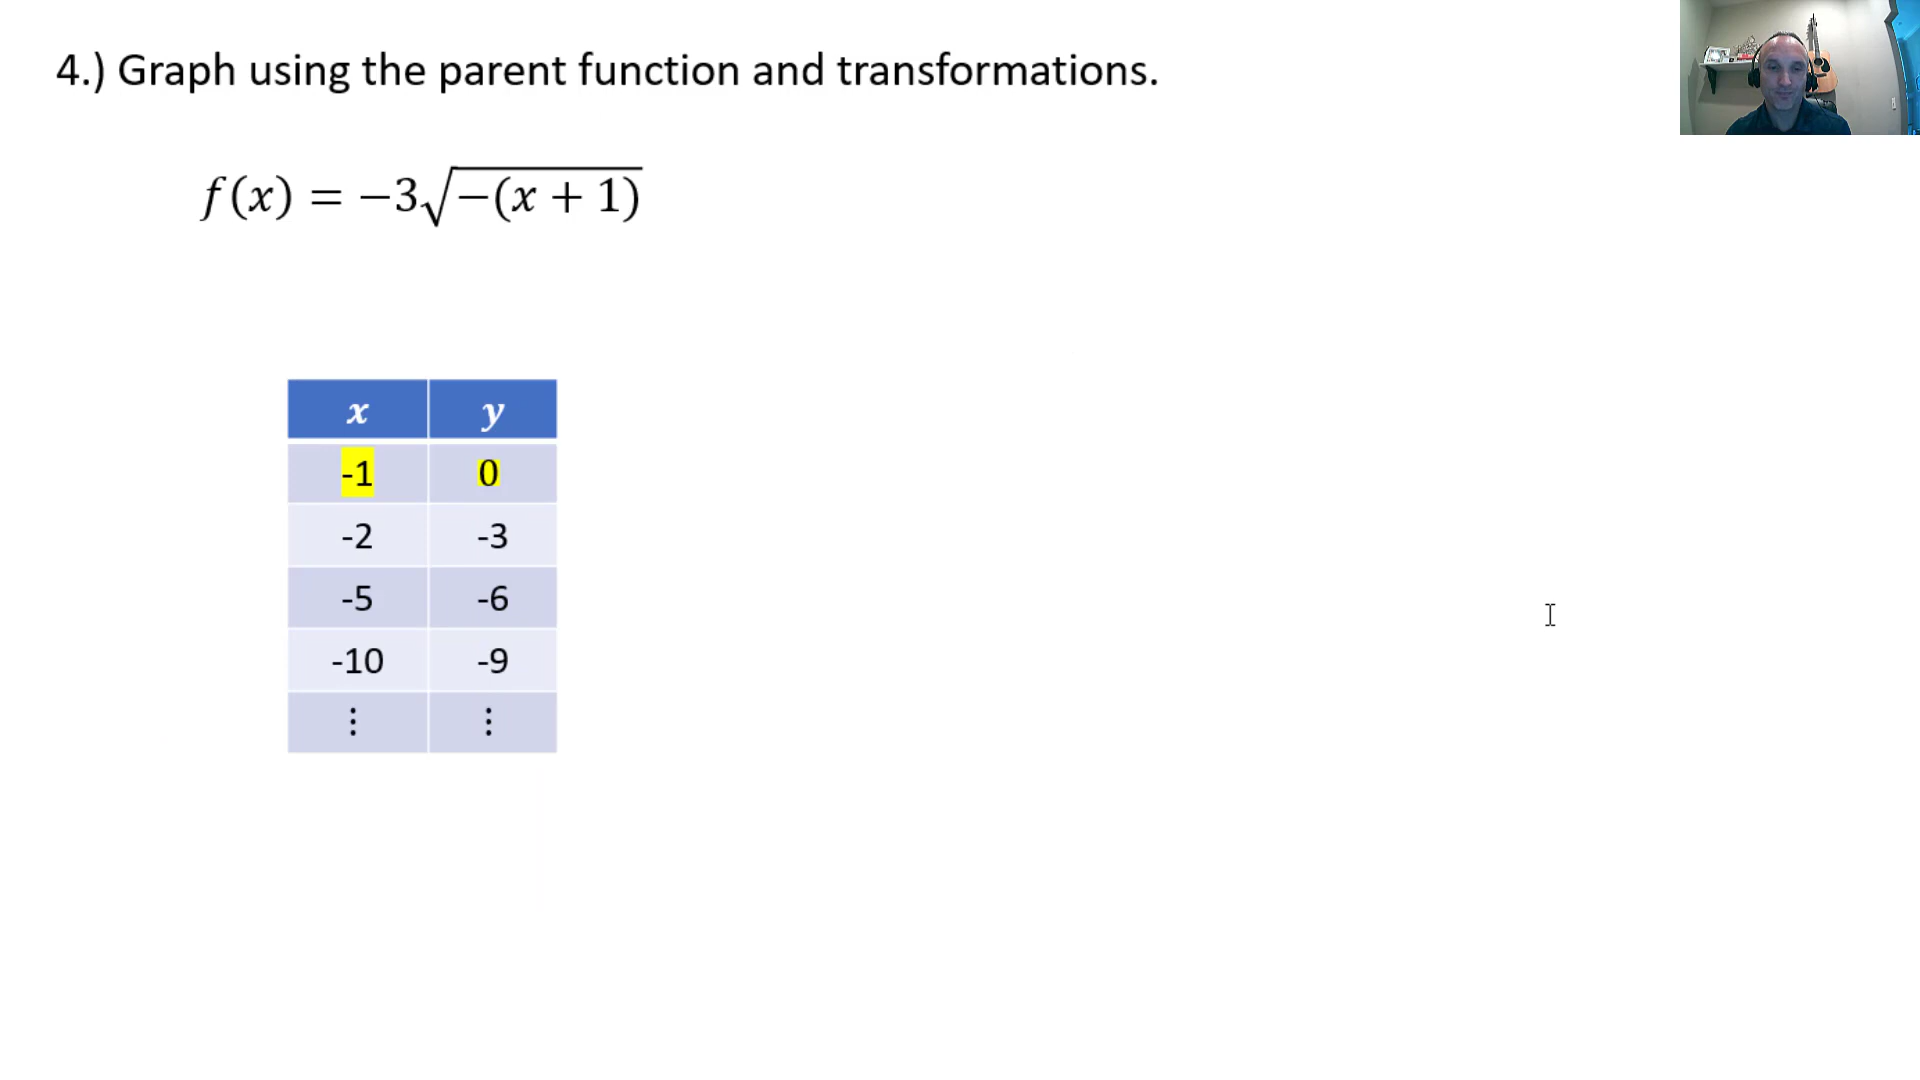 4.) Graph using the parent function and transformations.
f(x) = −3√−(x + 1)
x y
-1 0
-2 -3
-5 -6
-10 -9
⋮ ⋮